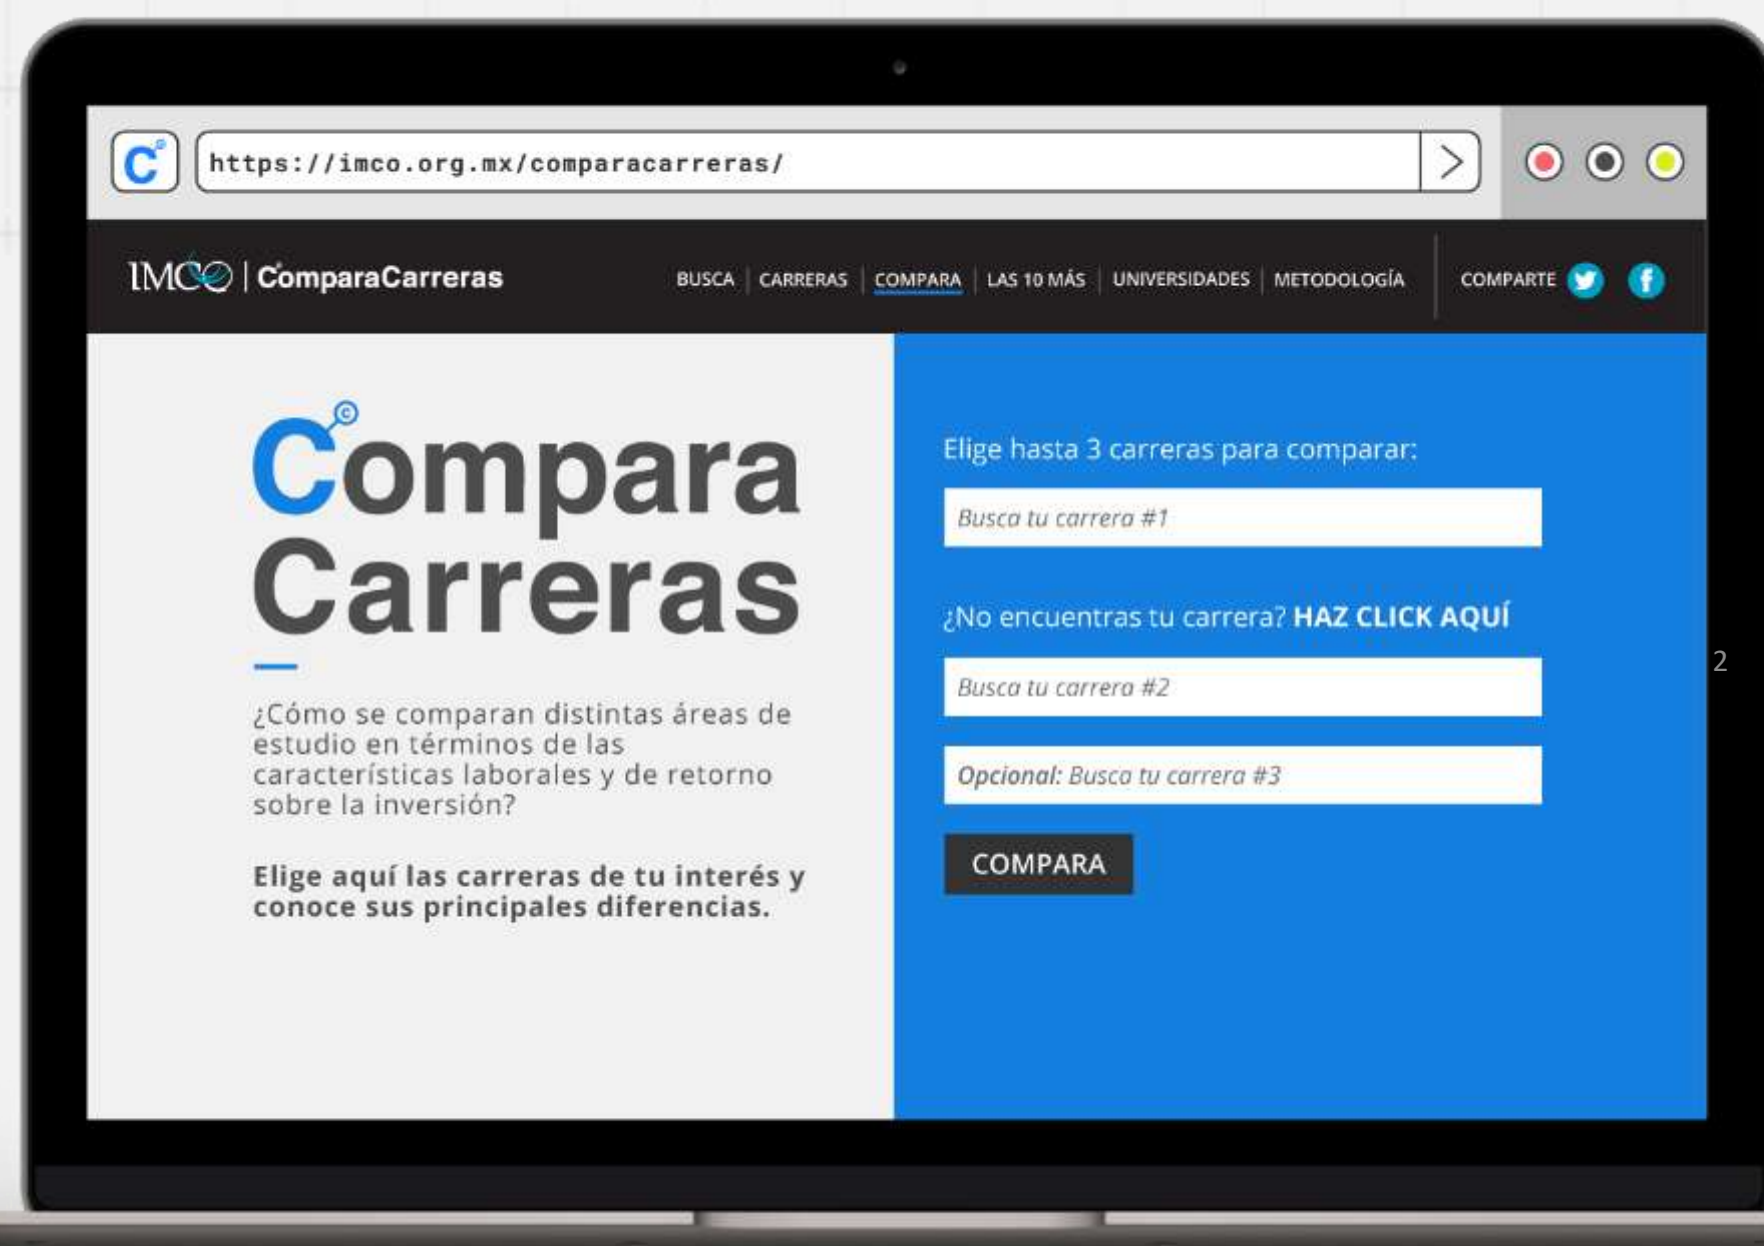 C
https://imco.org.mx/comparacarreras/
IMCO | ComparaCarreras
BUSCA | CARRERAS | COMPARA | LAS 10 MÁS | UNIVERSIDADES | METODOLOGÍA
COMPARTE
Compara
Carreras
¿Cómo se comparan distintas áreas de
estudio en términos de las
características laborales y de retorno
sobre la inversión?
Elige aquí las carreras de tu interés y
conoce sus principales diferencias.
Elige hasta 3 carreras para comparar:
Busca tu carrera #1
¿No encuentras tu carrera? HAZ CLICK AQUÍ
Busca tu carrera #2
Opcional: Busca tu carrera #3
COMPARA
2